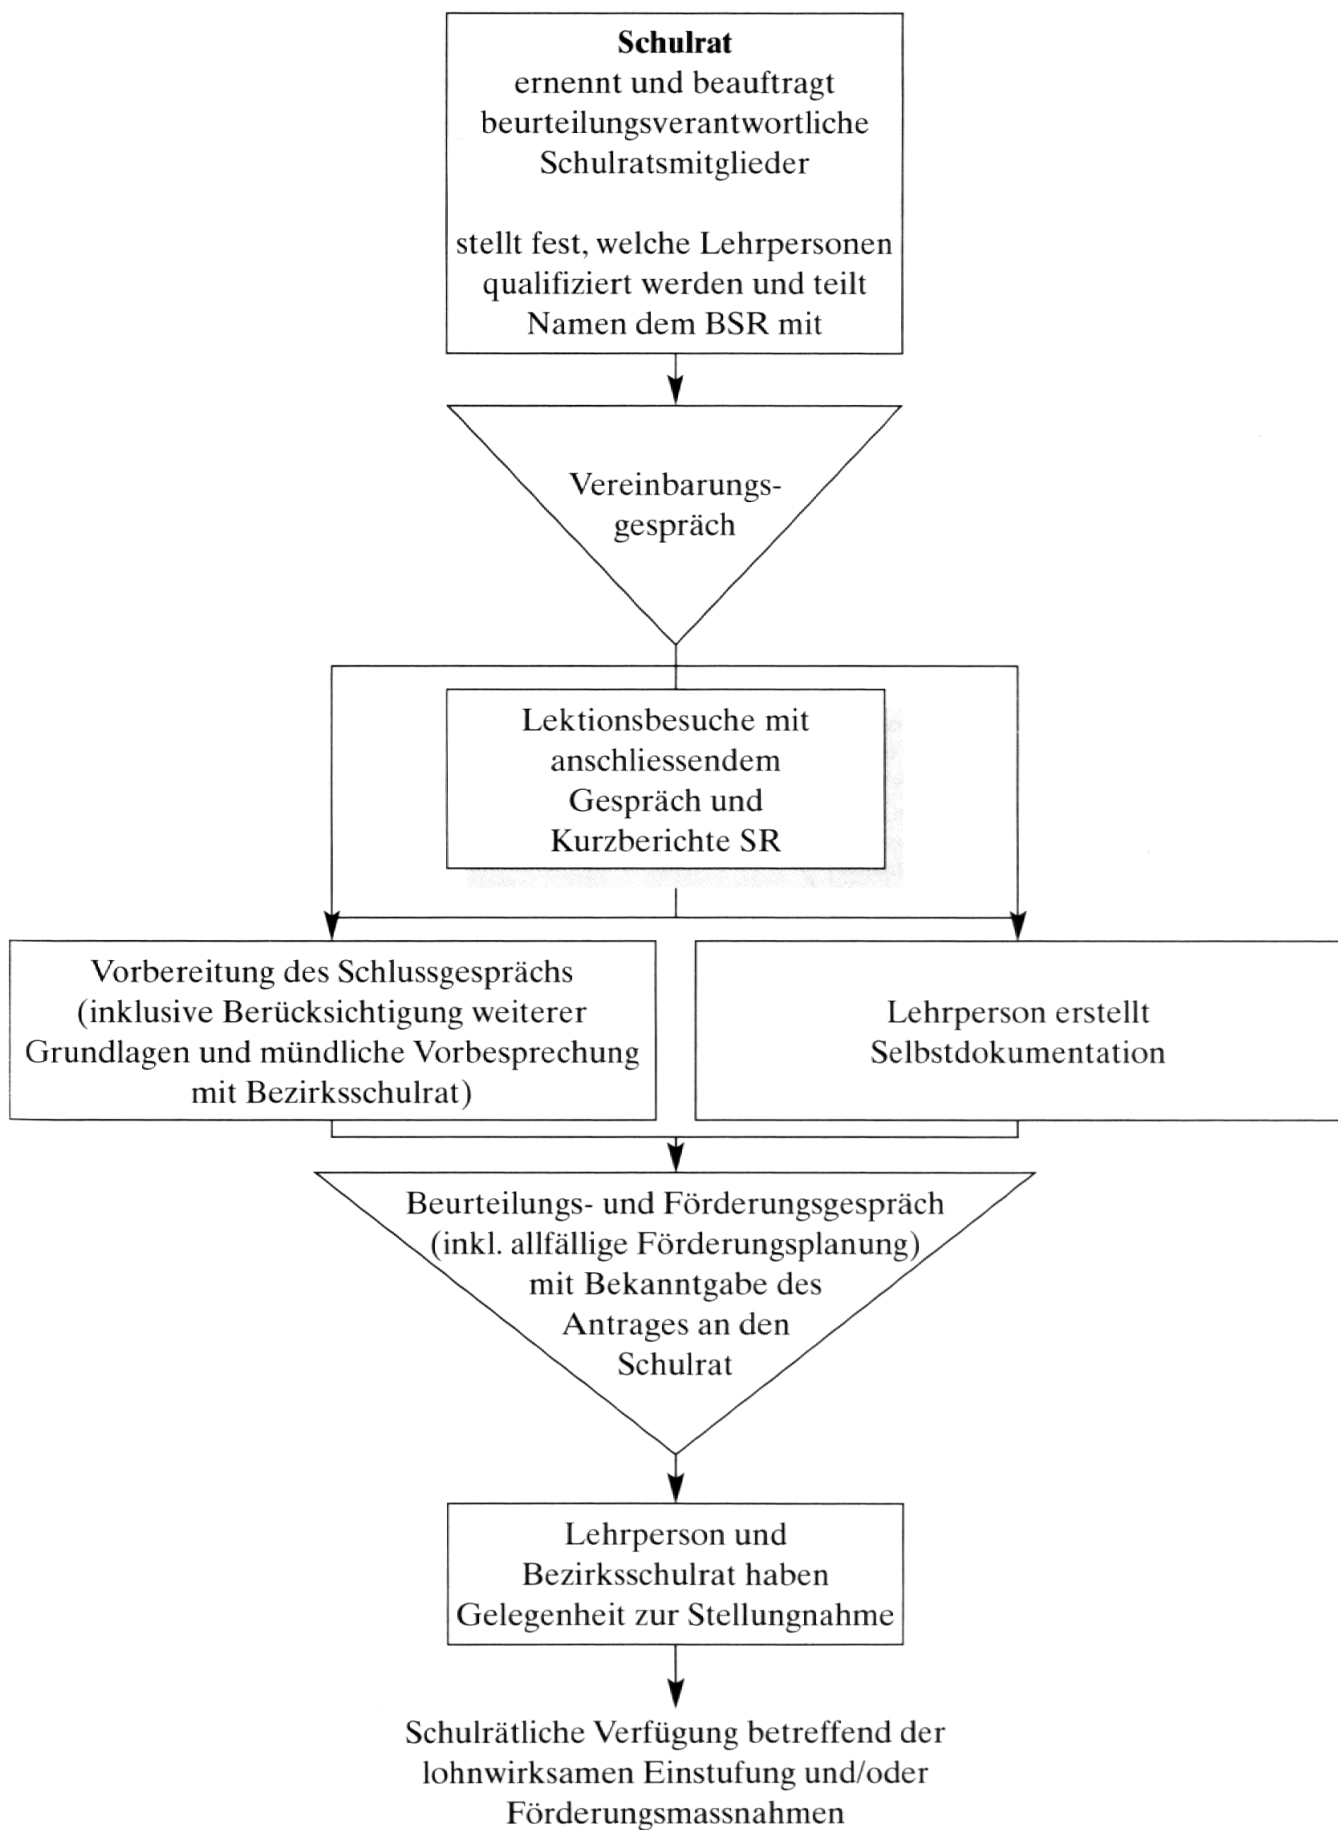 Schulrat
ernennt und beauftragt
beurteilungsverantwortliche
Schulratsmitglieder
stellt fest, welche Lehrpersonen
qualifiziert werden und teilt
Namen dem BSR mit
Vereinbarungs-
gespräch
Lektionsbesuche mit
anschliessendem
Gespräch und
Kurzberichte SR
Vorbereitung des Schlussgesprächs
(inklusive Berücksichtigung weiterer
Grundlagen und mündliche Vorbesprechung
mit Bezirksschulrat)
Lehrperson erstellt
Selbstdokumentation
Beurteilungs- und Förderungsgespräch
(inkl. allfällige Förderungsplanung)
mit Bekanntgabe des
Antrages an den
Schulrat
Lehrperson und
Bezirksschulrat haben
Gelegenheit zur Stellungnahme
Schulrätliche Verfügung betreffend der
lohnwirksamen Einstufung und/oder
Förderungsmassnahmen